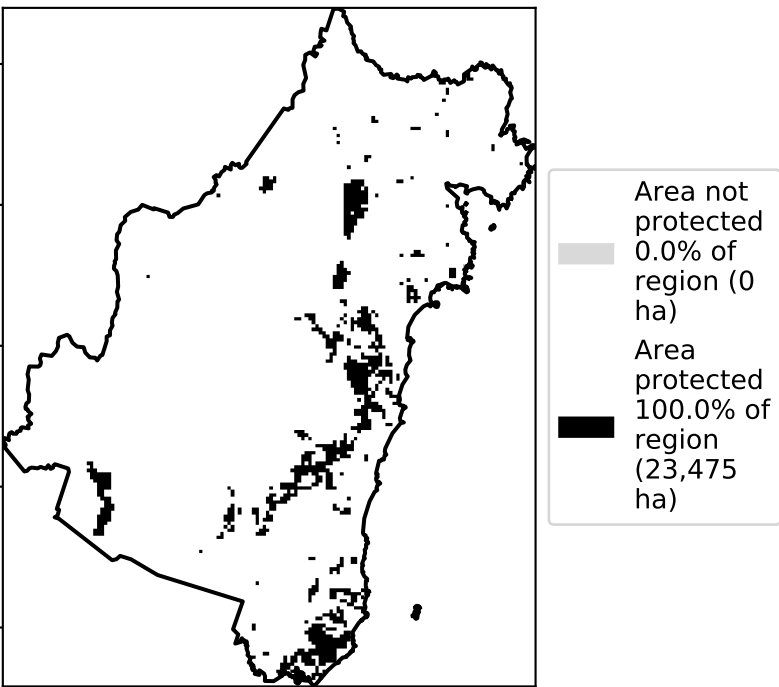 Area not
protected
0.0% of
region (0
ha)
Area
protected
100.0% of
region
(23,475
ha)